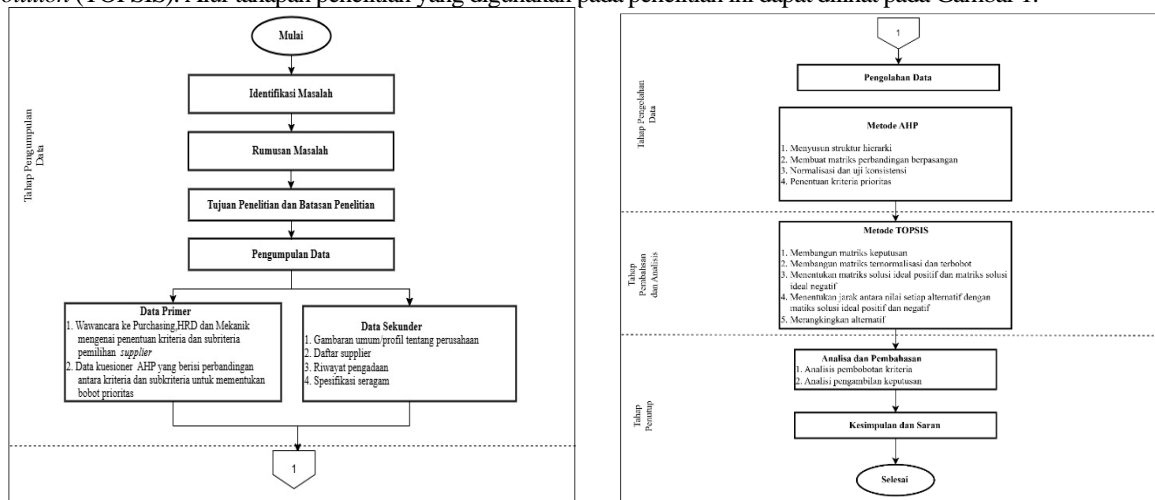 olution (TOPSIS). Alur tahapan penelitian yang digunakan pada penelitian ini dapat dilihat pada Gambar 1.
Tahap Pengumpulan
Data
Mulai
Identifikasi Masalah
Rumusan Masalah
Tujuan Penelitian dan Batasan Penelitian
Pengumpulan Data
Data Primer
1. Wawancara ke Purchasing,HRD dan Mekanik
mengenai penentuan kriteria dan subriteria
pemilihan supplier
2. Data kuesioner AHP yang berisi perbandingan
antara kriteria dan subkriteria untuk mementukan
bobot prioritas
Data Sekunder
1. Gambaran umum/profil tentang perusahaan
2. Daftar supplier
3. Riwayat pengadaan
4. Spesifikasi seragam
1
1
Tahap Pengolahan
Data
Pengolahan Data
Metode AHP
1. Menyusun struktur hierarki
2. Membuat matriks perbandingan berpasangan
3. Normalisasi dan uji konsistensi
4. Penentuan kriteria prioritas
Tahap
Pembahasan
dan Analisis
Metode TOPSIS
1. Membangun matriks keputusan
2. Membangun matriks ternormalisasi dan terbobot
3. Menentukan matriks solusi ideal positif dan matriks solusi
ideal negatif
4. Menentukan jarak antara nilai setiap alternatif dengan
matiks solusi ideal positif dan negatif
5. Merangkingkan alternatif
Tahap
Penutup
Analisa dan Pembahasan
1. Analisis pembobotan kriteria
2. Analisi pengambilan keputusan
Kesimpulan dan Saran
Selesai